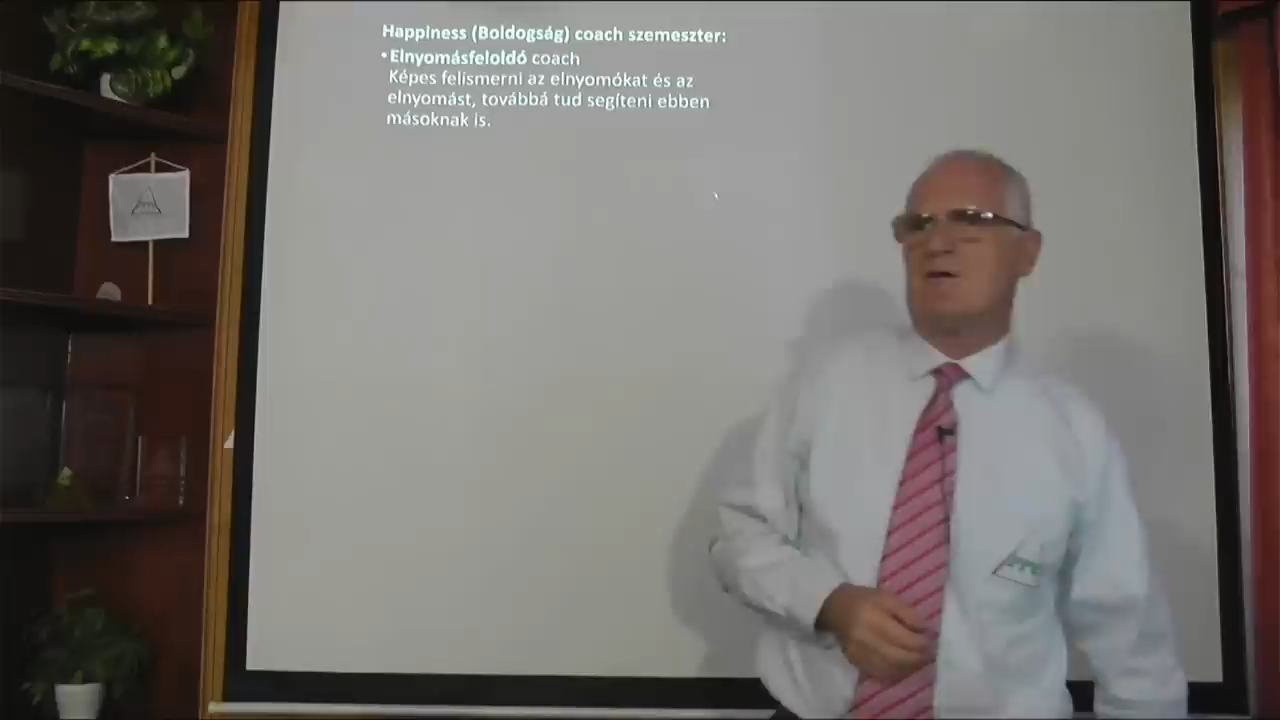 Happiness (Boldogság) coach szemeszter:
•Elnyomásfeloldó coach
Képes felismerni az elnyomókat és az
elnyomást, továbbá tud segíteni ebben
másoknak is.